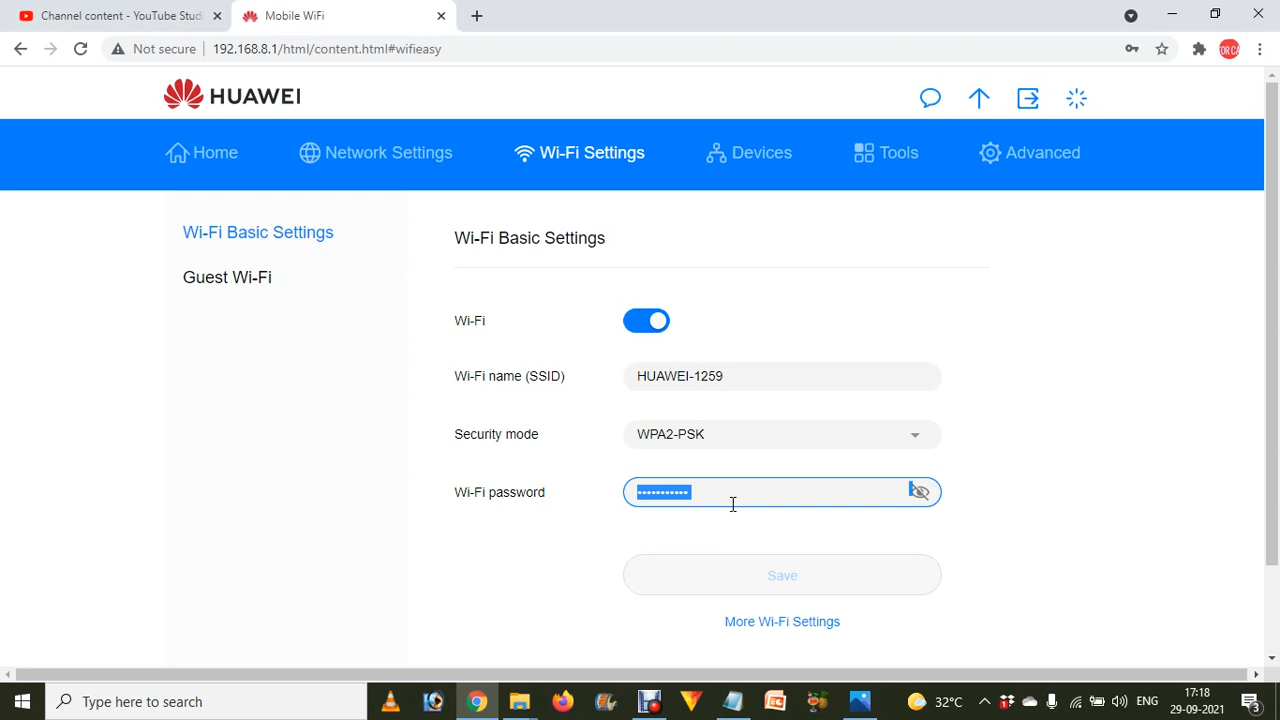 Channel content - YouTube Stud
Mobile WiFi
Not secure
192.168.8.1/html/content.html#wifieasy
HUAWEI
Home
Network Settings
Wi-Fi Settings
Devices
Tools
Advanced
Wi-Fi Basic Settings
Guest Wi-Fi
Wi-Fi Basic Settings
Wi-Fi
Wi-Fi name (SSID)
HUAWEI-1259
Security mode
WPA2-PSK
Wi-Fi password
•••••••••••
Save
More Wi-Fi Settings
Type here to search
32°C
ENG
17:18
29-09-2021
3